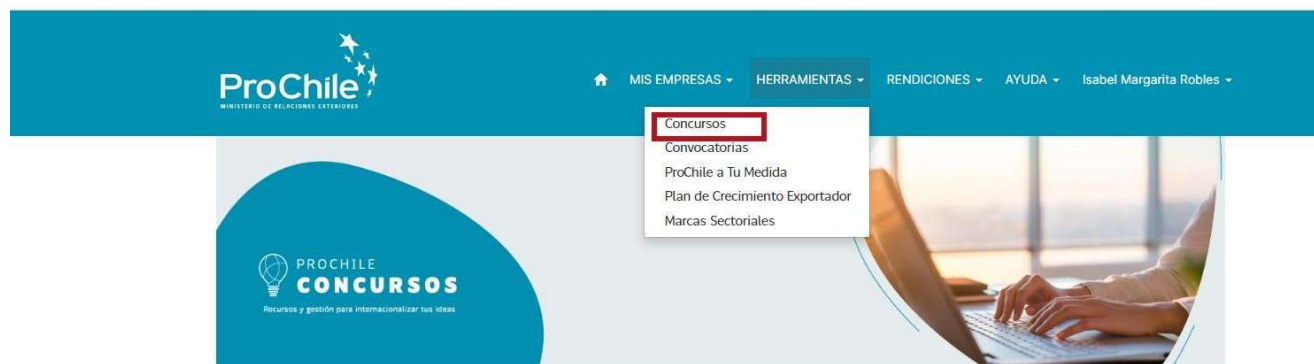 ProChile
MINISTERIO DE RELACIONES EXTERIORES
MIS EMPRESAS HERRAMIENTAS RENDICIONES AYUDA Isabel Margarita Robles
Concursos
Convocatorias
ProChile a Tu Medida
Plan de Crecimiento Exportador
Marcas Sectoriales
PROCHILE
CONCURSOS
Recursos y gestión para internacionalizar tus ideas